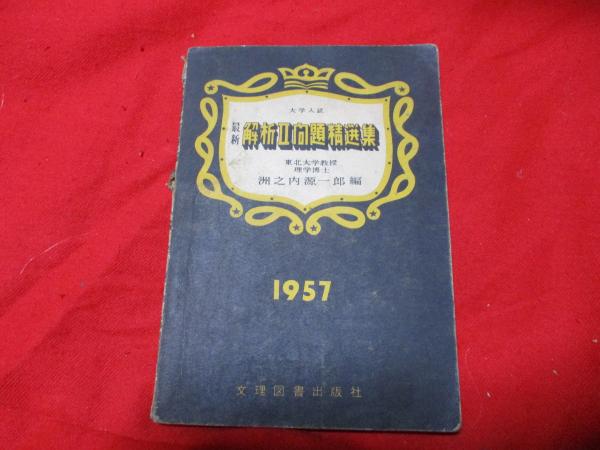 大学入試
最新 解析II問題精選集
東北大学教授
理学博士
洲之内源一郎編
1957
文理図書出版社